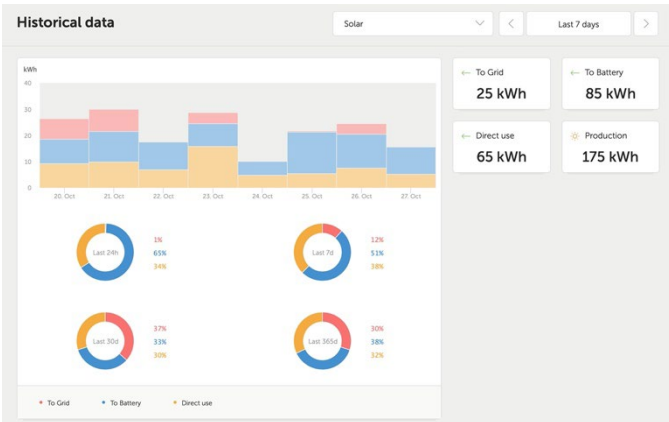 Historical data
Solar
Last 7 days
kWh
40
30
20
10
0
20. Oct 21. Oct 22. Oct 23. Oct 24. Oct 25. Oct 26. Oct 27. Oct
To Grid
25 kWh
To Battery
85 kWh
Direct use
65 kWh
Production
175 kWh
Last 24h
1%
65%
34%
Last 7d
12%
51%
38%
Last 30d
37%
33%
30%
Last 365d
30%
38%
32%
To Grid To Battery Direct use